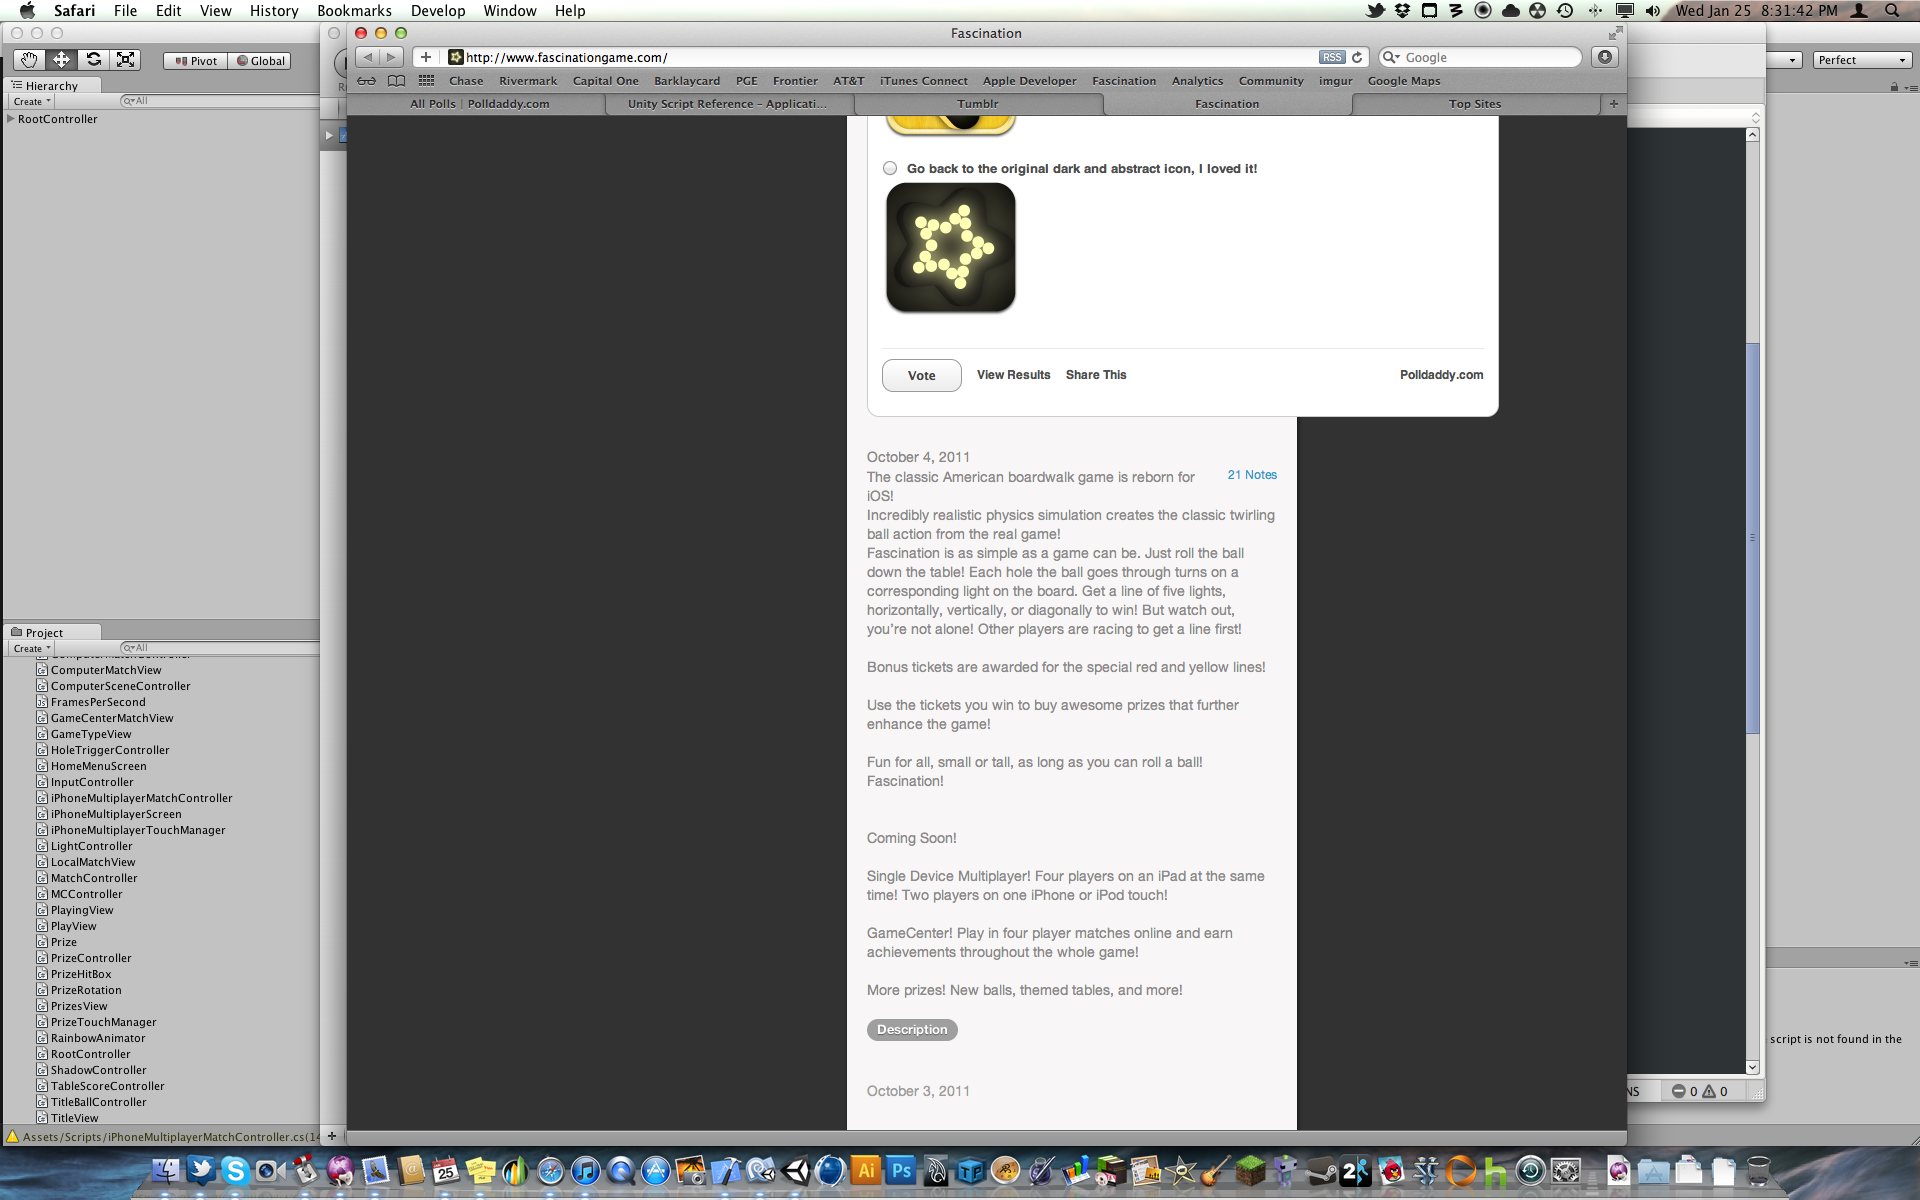 Safari File Edit View History Bookmarks Develop Window Help
Wed Jan 25 8:31:42 PM
Fascination
http://www.fascinationgame.com/
RSS
Google
Chase Rivermark Capital One Barklaycard PGE Frontier AT&T iTunes Connect Apple Developer Fascination Analytics Community imgur Google Maps
All Polls | Polldaddy.com
Unity Script Reference – Applicati...
Tumblr
Fascination
Top Sites
Pivot
Global
Perfect
Hierarchy
Create
All
RootController
Go back to the original dark and abstract icon, I loved it!
Vote
View Results
Share This
Polldaddy.com
October 4, 2011
21 Notes
The classic American boardwalk game is reborn for
iOS!
Incredibly realistic physics simulation creates the classic twirling
ball action from the real game!
Fascination is as simple as a game can be. Just roll the ball
down the table! Each hole the ball goes through turns on a
corresponding light on the board. Get a line of five lights,
horizontally, vertically, or diagonally to win! But watch out,
you're not alone! Other players are racing to get a line first!
Bonus tickets are awarded for the special red and yellow lines!
Use the tickets you win to buy awesome prizes that further
enhance the game!
Fun for all, small or tall, as long as you can roll a ball!
Fascination!
Coming Soon!
Single Device Multiplayer! Four players on an iPad at the same
time! Two players on one iPhone or iPod touch!
GameCenter! Play in four player matches online and earn
achievements throughout the whole game!
More prizes! New balls, themed tables, and more!
Description
October 3, 2011
Project
Create
All
ComputerMatchView
ComputerSceneController
FramesPerSecond
GameCenterMatchView
GameTypeView
HoleTriggerController
HomeMenuScreen
InputController
iPhoneMultiplayerMatchController
iPhoneMultiplayerScreen
iPhoneMultiplayerTouchManager
LightController
LocalMatchView
MatchController
MCController
PlayingView
PlayView
Prize
PrizeController
PrizeHitBox
PrizeRotation
PrizesView
PrizeTouchManager
RainbowAnimator
RootController
ShadowController
TableScoreController
TitleBallController
TitleView
Assets/Scripts/iPhoneMultiplayerMatchController.cs(14
script is not found in the
NS
0
0
25
Ai
Ps
TF
2
h